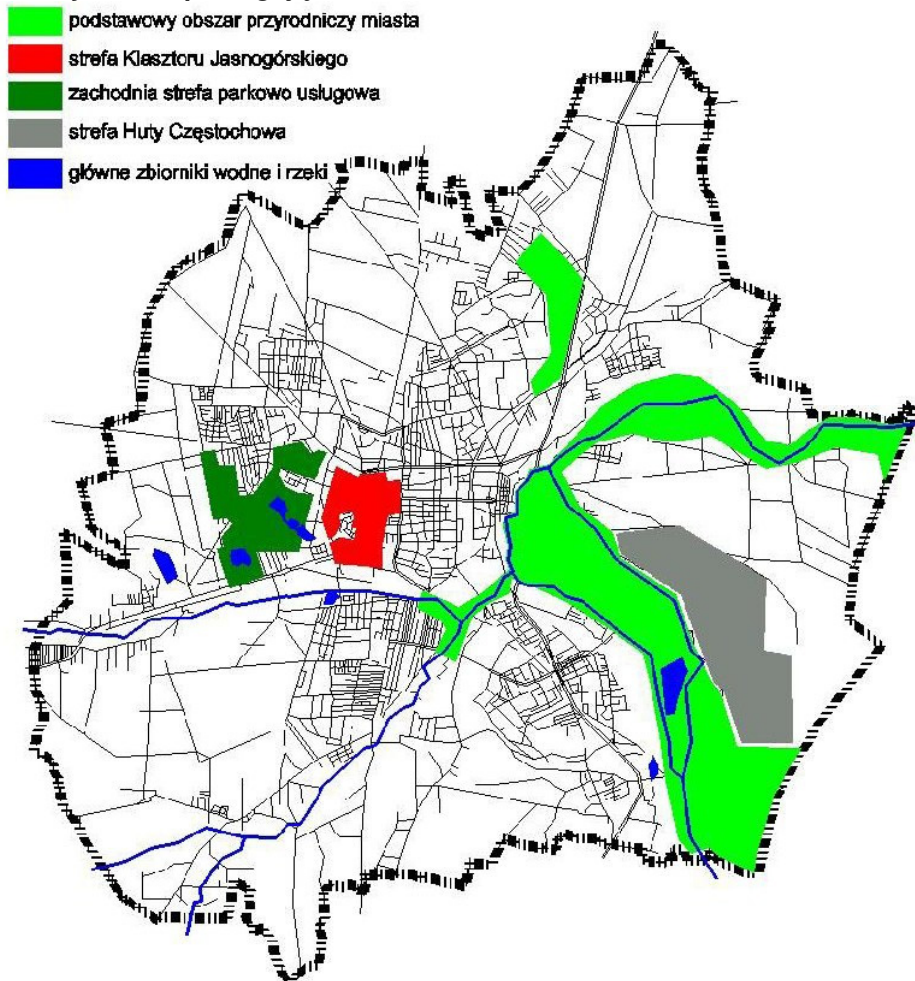 podstawowy obszar przyrodniczy miasta
strefa Klasztoru Jasnogórskiego
zachodnia strefa parkowo usługowa
strefa Huty Częstochowa
główne zbiorniki wodne i rzeki